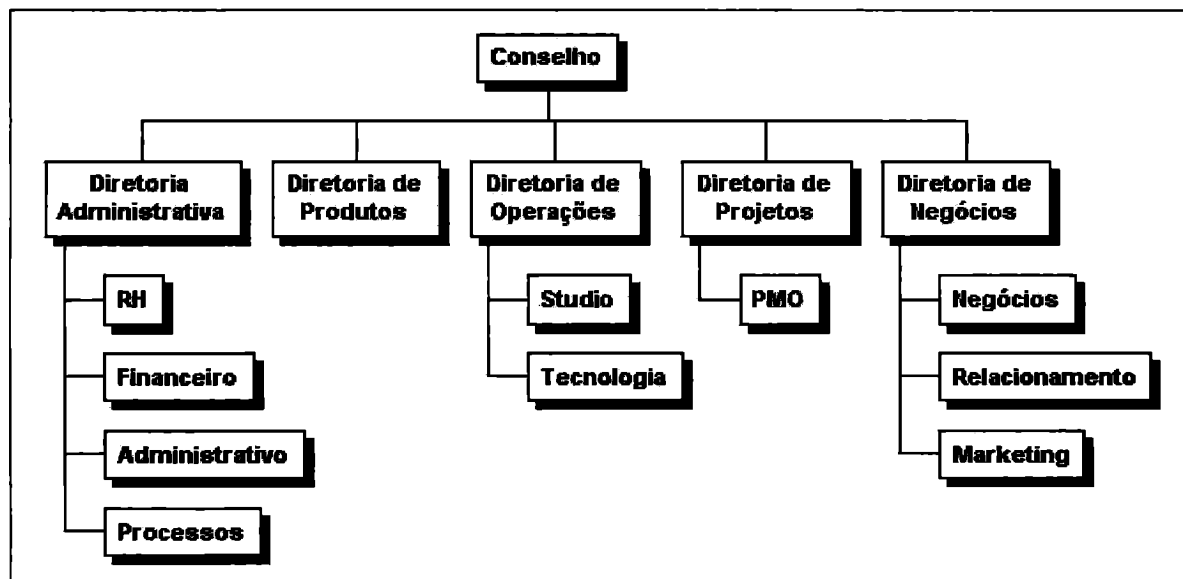 Conselho
Diretoria
Administrativa
Diretoria de
Produtos
Diretoria de
Operações
Diretoria de
Projetos
Diretoria de
Negócios
RH
Financeiro
Administrativo
Processos
Studio
Tecnologia
PMO
Negócios
Relacionamento
Marketing